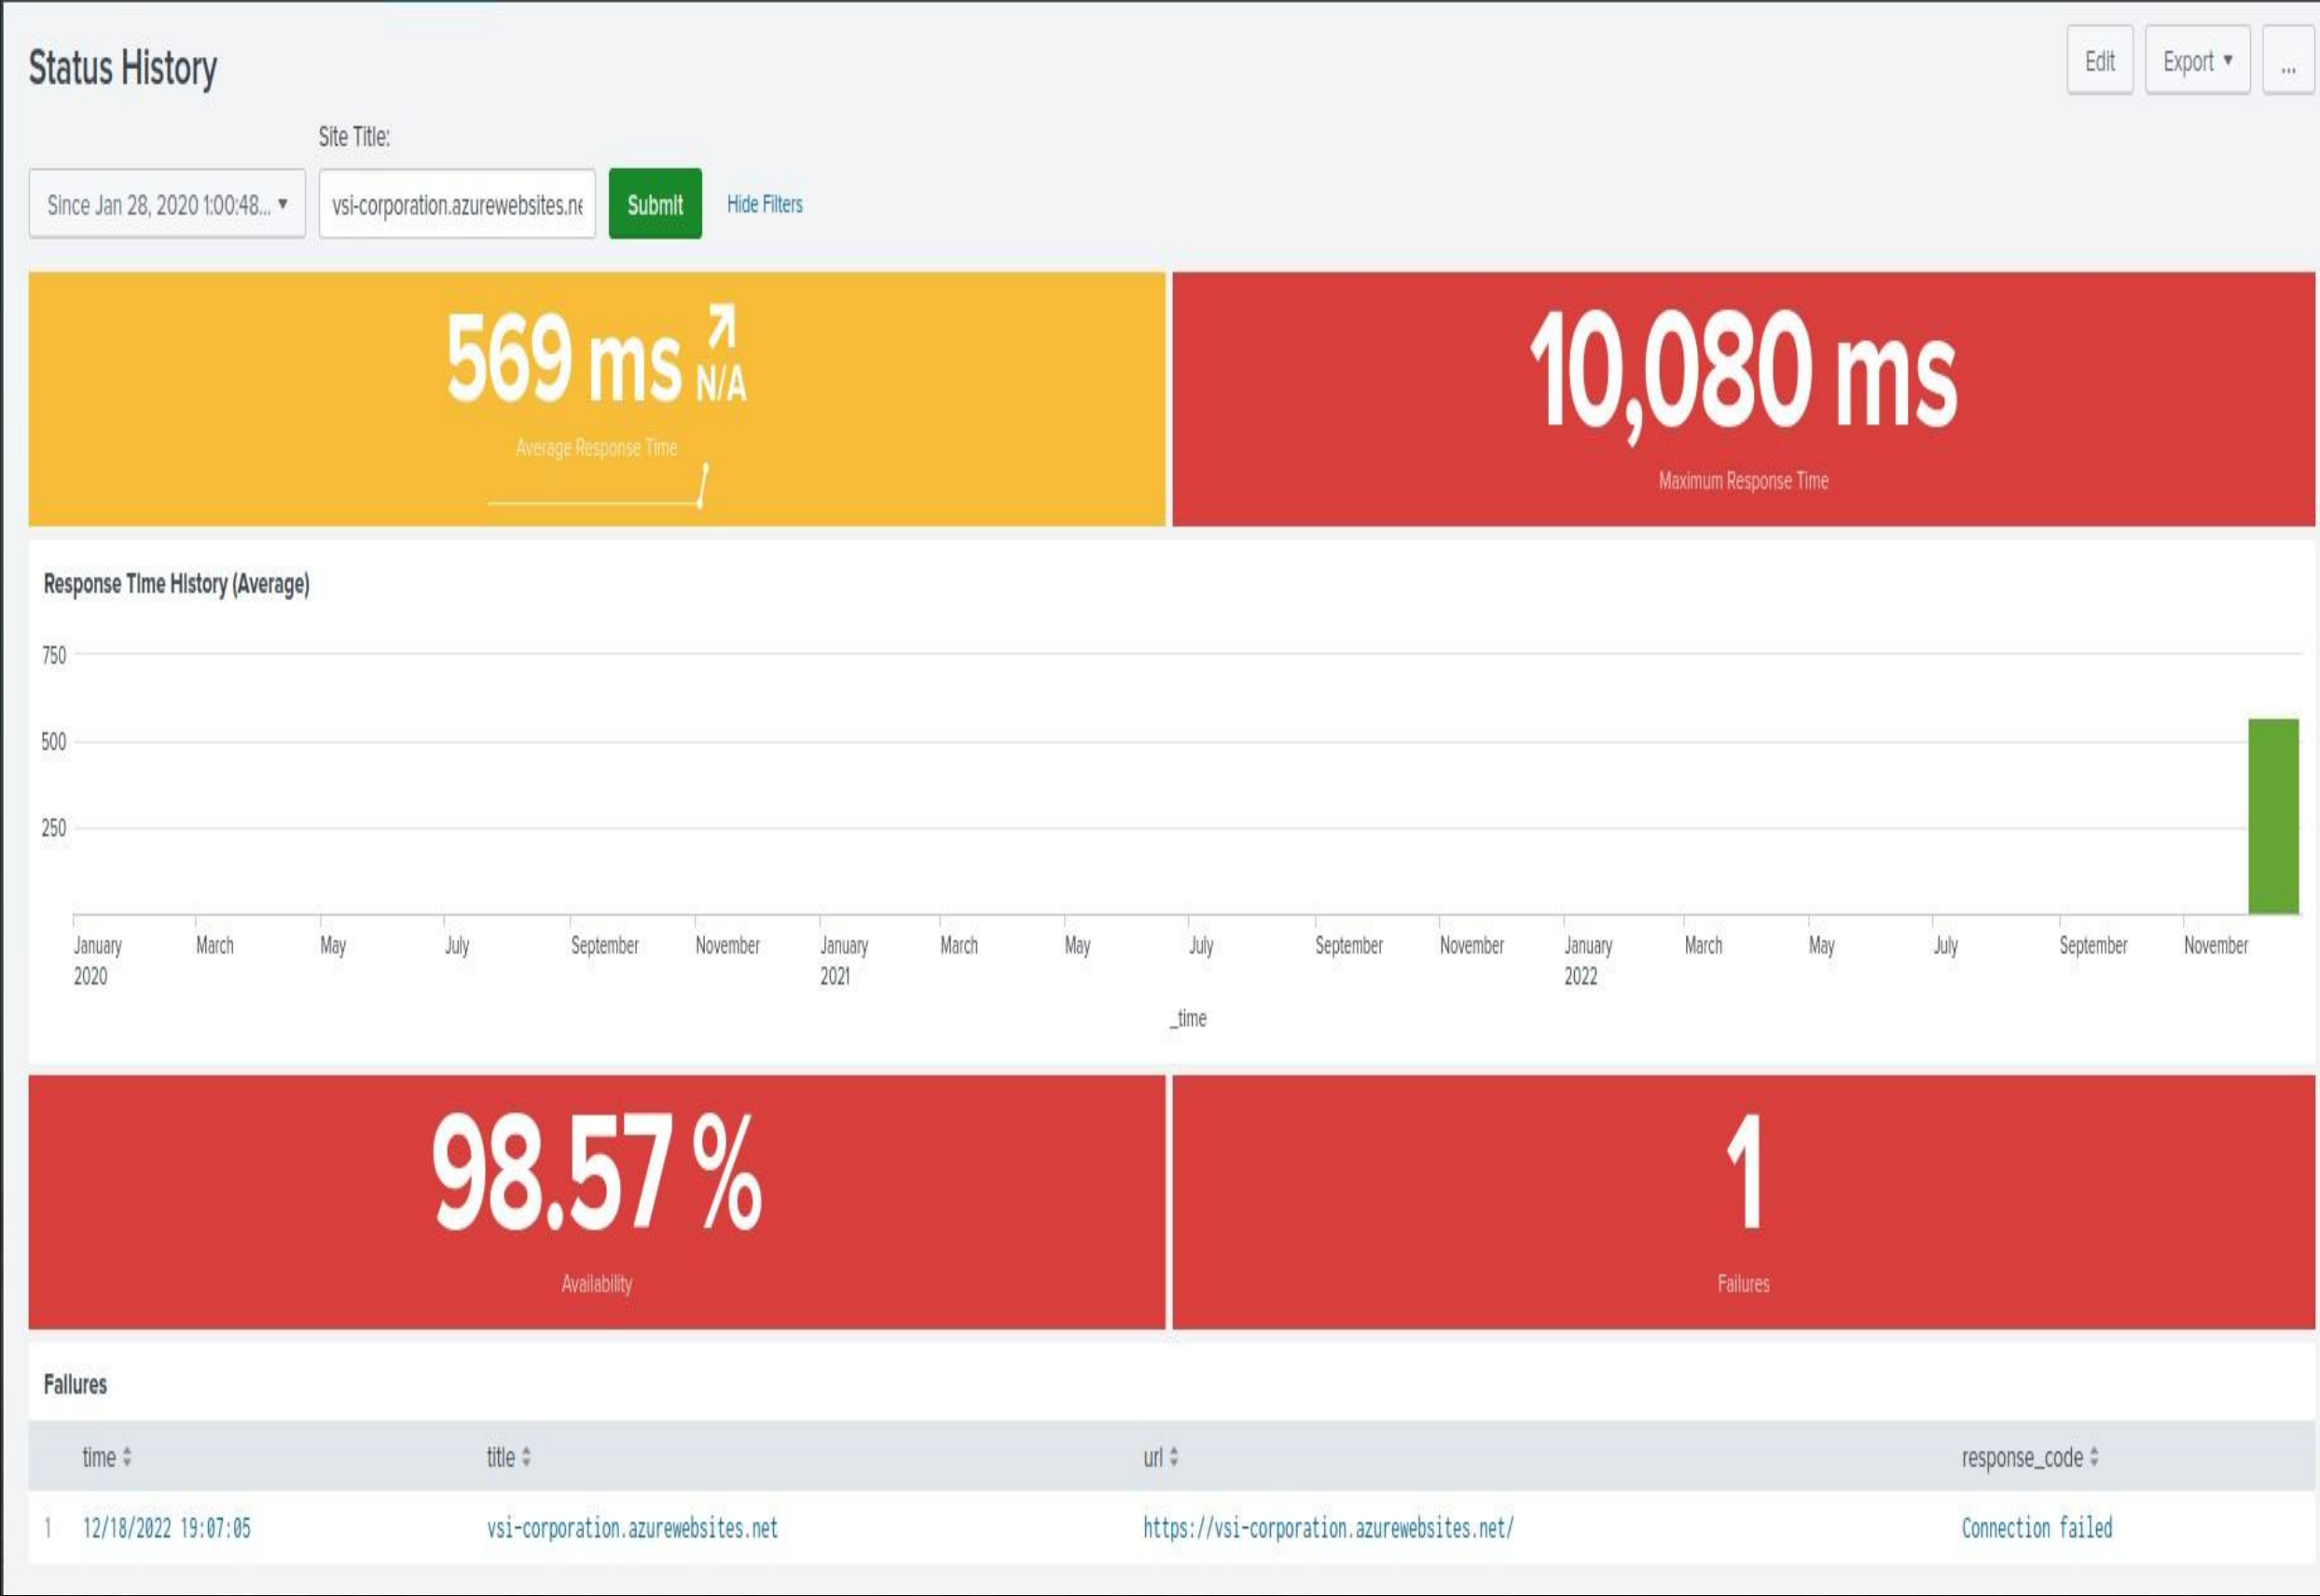 Status History
Edit
Export
...
Site Title:
Since Jan 28, 2020 1:00:48...
vsi-corporation.azurewebsites.ne
Submit
Hide Filters
569 ms
N/A
Average Response Time
10,080 ms
Maximum Response Time
Response Time History (Average)
750
500
250
January March May July September November January March May July September November January March May July September November
2020 2021 2022
_time
98.57 %
Availability
1
Failures
Failures
time title url response_code
1 12/18/2022 19:07:05 vsi-corporation.azurewebsites.net https://vsi-corporation.azurewebsites.net/ Connection failed